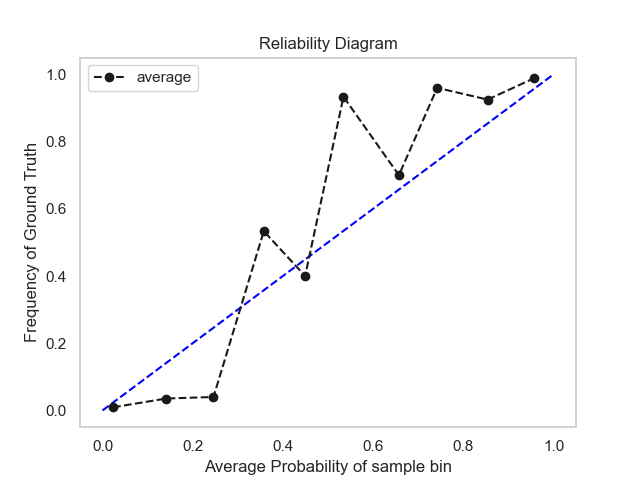 Reliability Diagram
average
Frequency of Ground Truth
1.0
0.8
0.6
0.4
0.2
0.0
0.0 0.2 0.4 0.6 0.8 1.0
Average Probability of sample bin